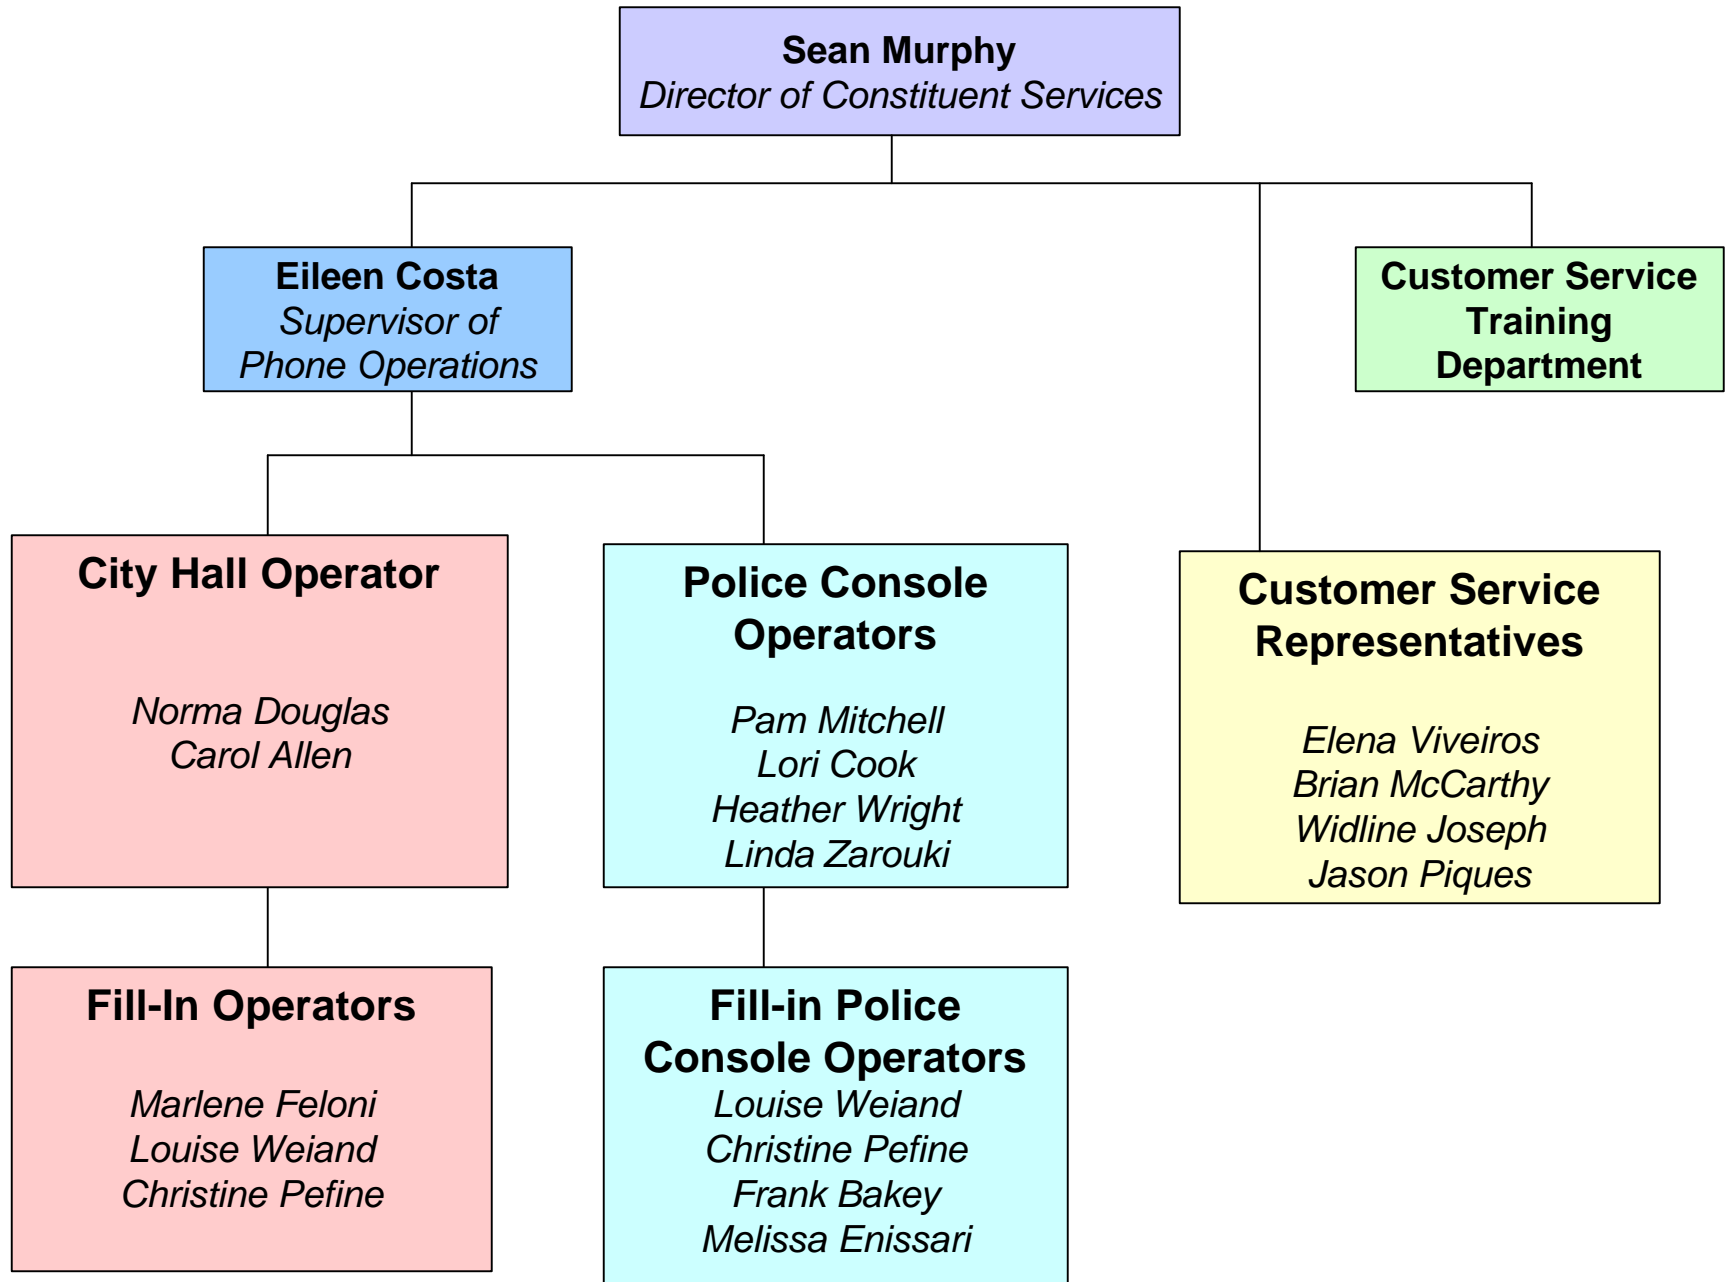 Sean Murphy
Director of Constituent Services
Eileen Costa
Supervisor of
Phone Operations
Customer Service
Training
Department
City Hall Operator
Norma Douglas
Carol Allen
Police Console
Operators
Pam Mitchell
Lori Cook
Heather Wright
Linda Zarouki
Customer Service
Representatives
Elena Viveiros
Brian McCarthy
Widline Joseph
Jason Piques
Fill-In Operators
Marlene Feloni
Louise Weiand
Christine Pefine
Fill-in Police
Console Operators
Louise Weiand
Christine Pefine
Frank Bakey
Melissa Enissari